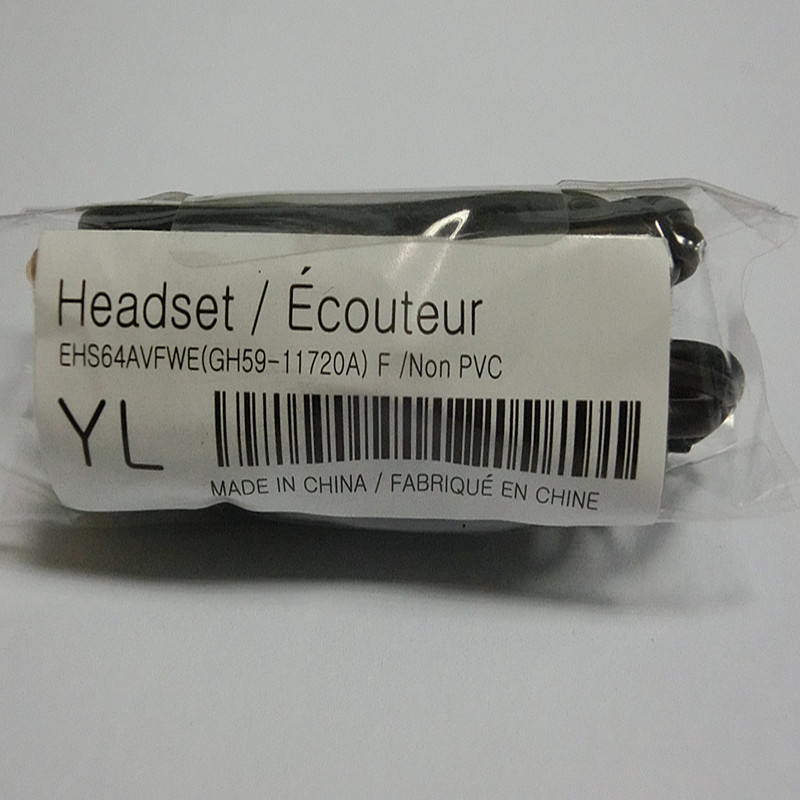 Headset / Écouteur
EHS64AVFWE(GH59-11720A) F /Non PVC
YL
MADE IN CHINA / FABRIQUÉ EN CHINE